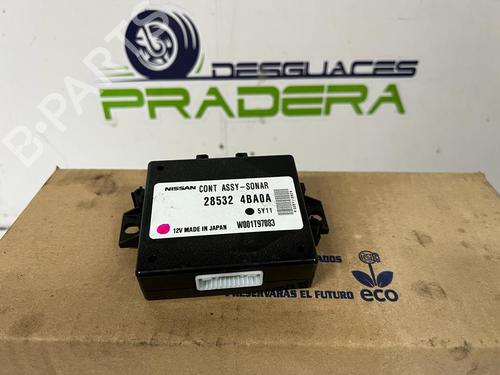 B-PARTS
DESGUACES
PRADERA
NISSAN CONT ASSY-SONAR
28532 4BA0A
5Y11
12V MADE IN JAPAN W001T97083
PRESERVARÁS EL FUTURO
eco